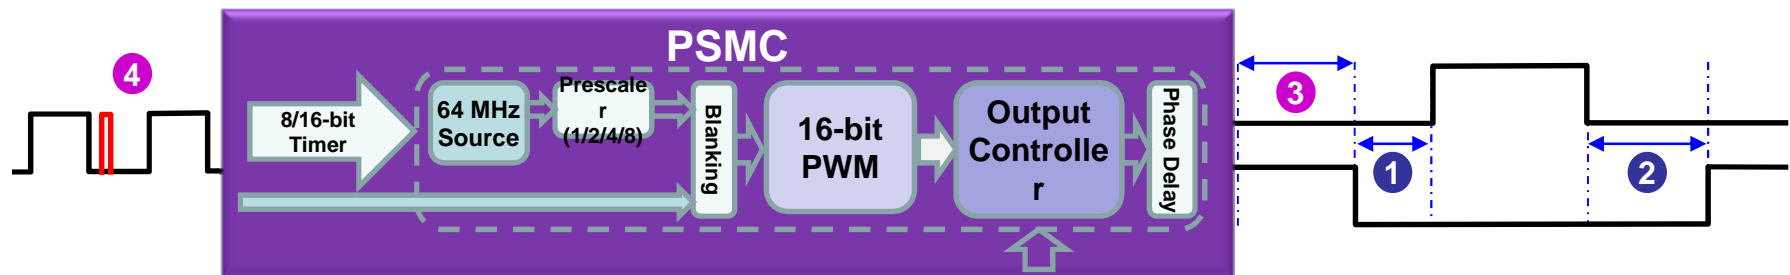 PSMC
4
8/16-bit
Timer
64 MHz
Source
Prescale
r
(1/2/4/8)
Blanking
16-bit
PWM
Output
Controlle
r
Phase Delay
3
1
2